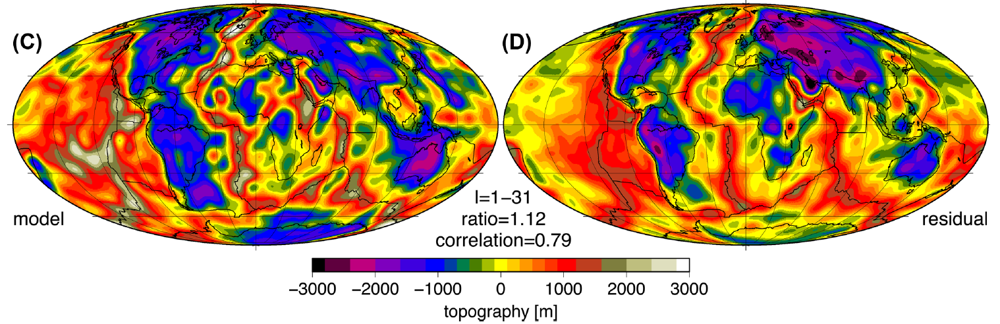 (C)
(D)
l=1−31
model
ratio=1.12
residual
correlation=0.79
−3000 −2000 −1000 0 1000 2000 3000
topography [m]